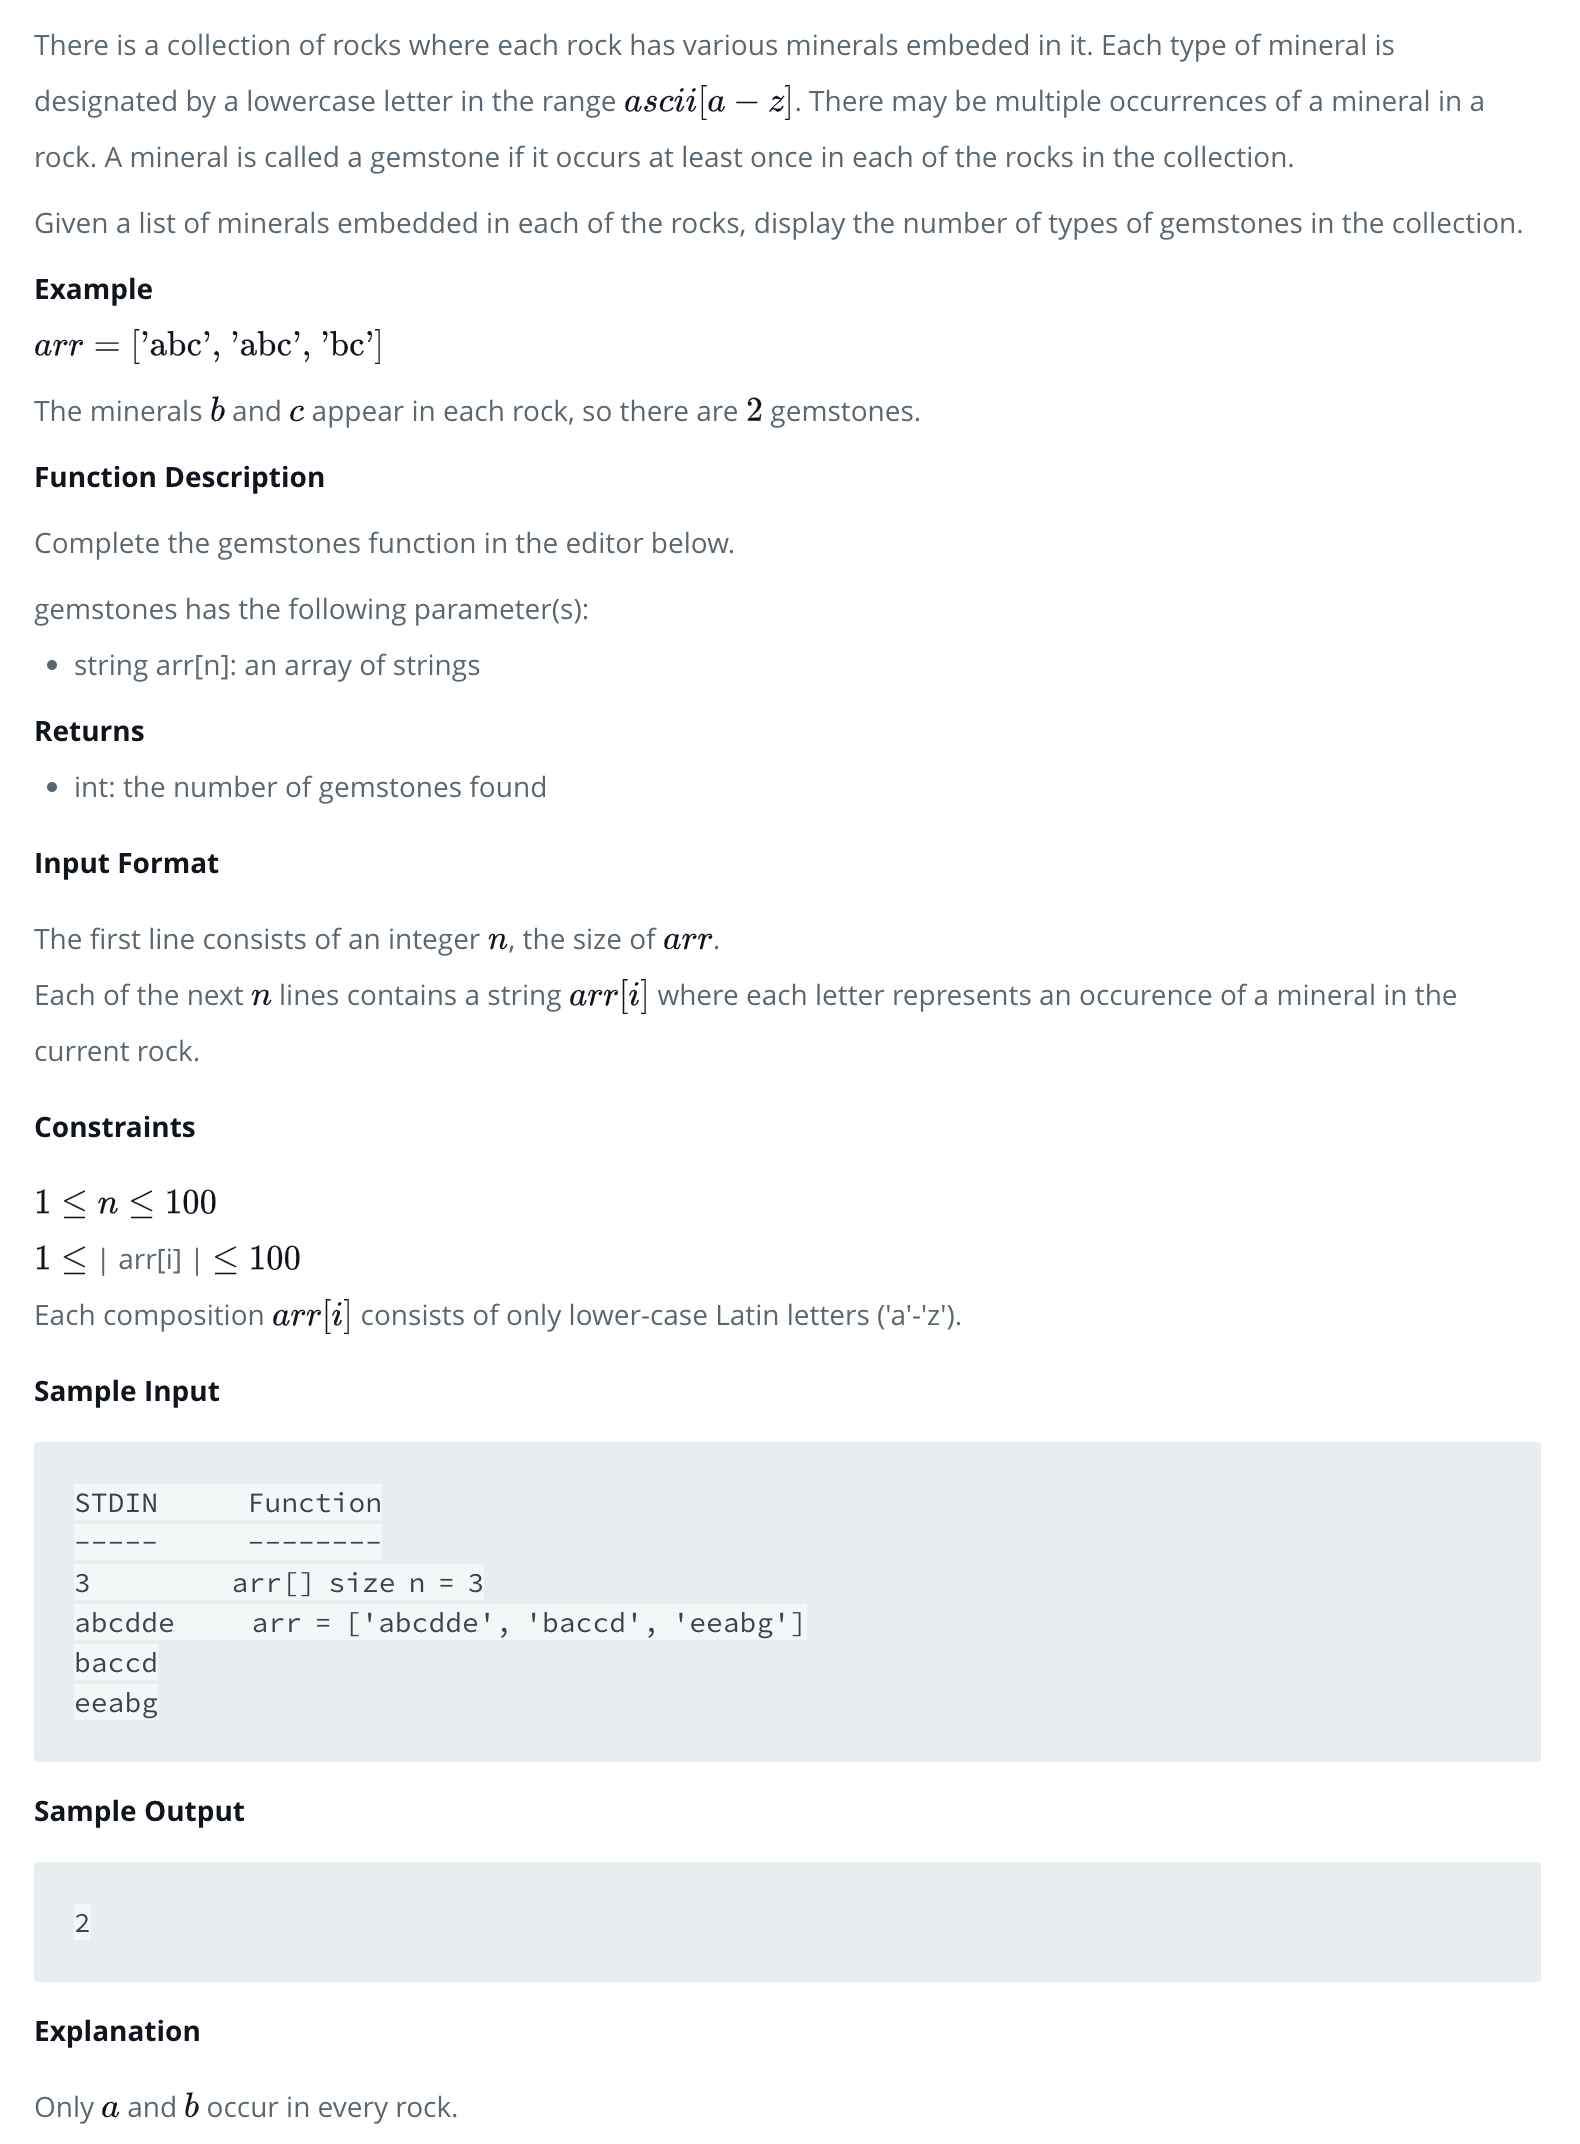 There is a collection of rocks where each rock has various minerals embeded in it. Each type of mineral is
designated by a lowercase letter in the range ascii[a − z]. There may be multiple occurrences of a mineral in a
rock. A mineral is called a gemstone if it occurs at least once in each of the rocks in the collection.
Given a list of minerals embedded in each of the rocks, display the number of types of gemstones in the collection.
Example
arr = [’abc’, ’abc’, ’bc’]
The minerals b and c appear in each rock, so there are 2 gemstones.
Function Description
Complete the gemstones function in the editor below.
gemstones has the following parameter(s):
• string arr[n]: an array of strings
Returns
• int: the number of gemstones found
Input Format
The first line consists of an integer n, the size of arr.
Each of the next n lines contains a string arr[i] where each letter represents an occurence of a mineral in the
current rock.
Constraints
1 ≤ n ≤ 100
1 ≤ | arr[i] | ≤ 100
Each composition arr[i] consists of only lower-case Latin letters ('a'-'z').
Sample Input
STDIN Function
----- --------
3 arr[] size n = 3
abcdde arr = ['abcdde', 'baccd', 'eeabg']
baccd
eeabg
Sample Output
2
Explanation
Only a and b occur in every rock.